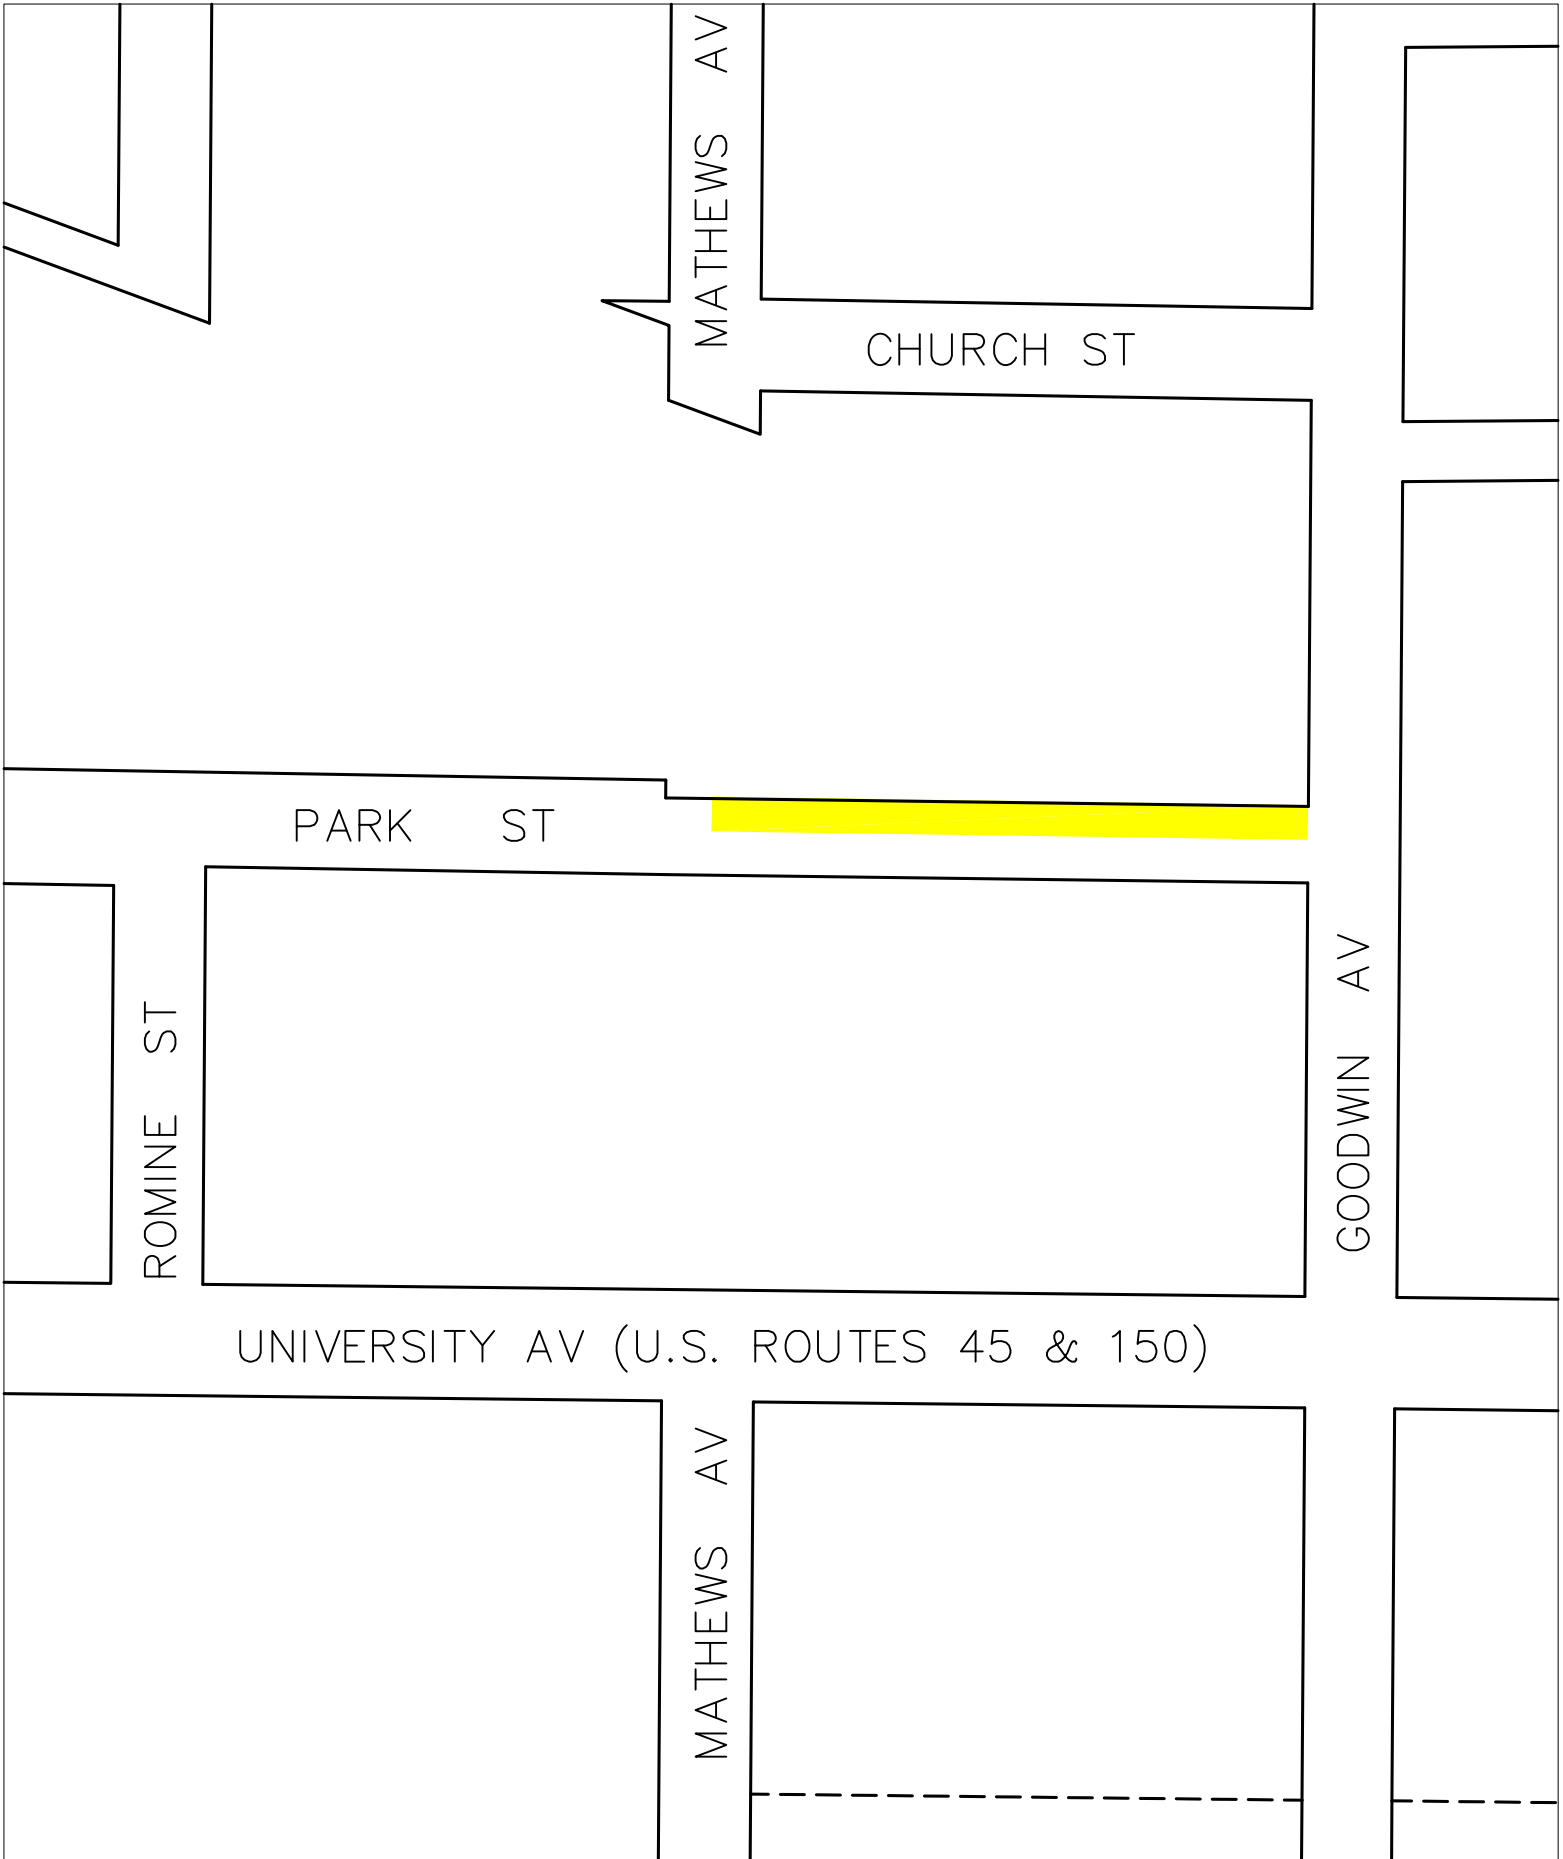 MATHEWS AV
CHURCH ST
PARK ST
GOODWIN AV
ROMINE ST
UNIVERSITY AV (U.S. ROUTES 45 & 150)
MATHEWS AV